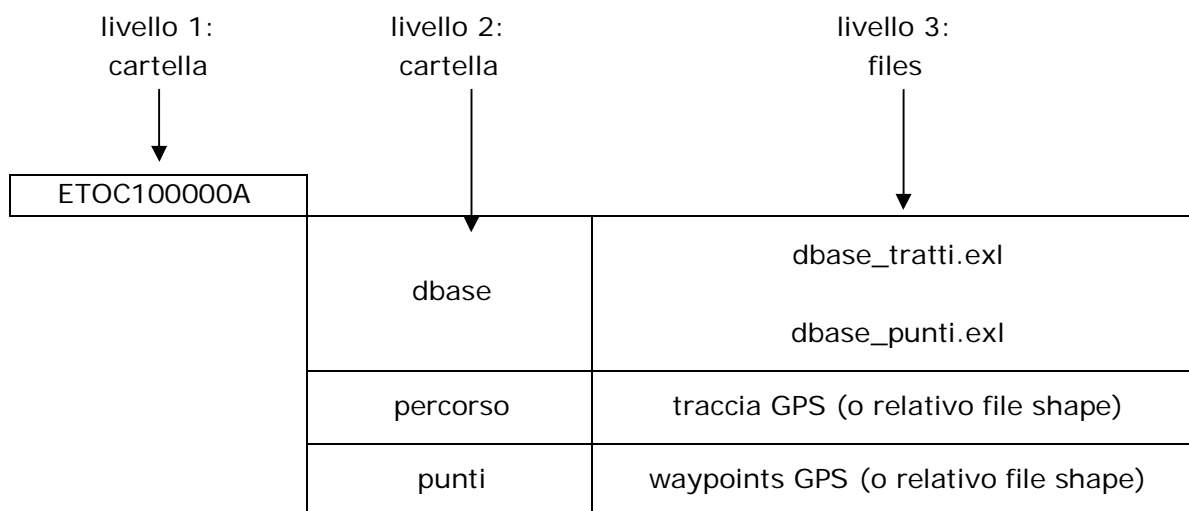 livello 1:
cartella
livello 2:
cartella
livello 3:
files
ETOC100000A
dbase
dbase_tratti.exl
dbase_punti.exl
percorso
traccia GPS (o relativo file shape)
punti
waypoints GPS (o relativo file shape)